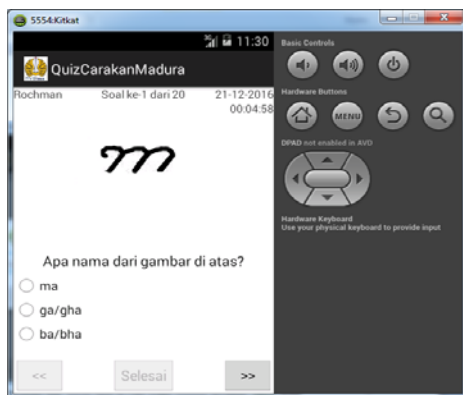 5554:Kitkat
3G 11:30
QuizCarakanMadura
Rochman Soal ke-1 dari 20 21-12-2016
00:04:58
Apa nama dari gambar di atas?
ma
ga/gha
ba/bha
<< Selesai >>
Basic Controls
Hardware Buttons
MENU
DPAD not enabled in AVD
Hardware Keyboard
Use your physical keyboard to provide input